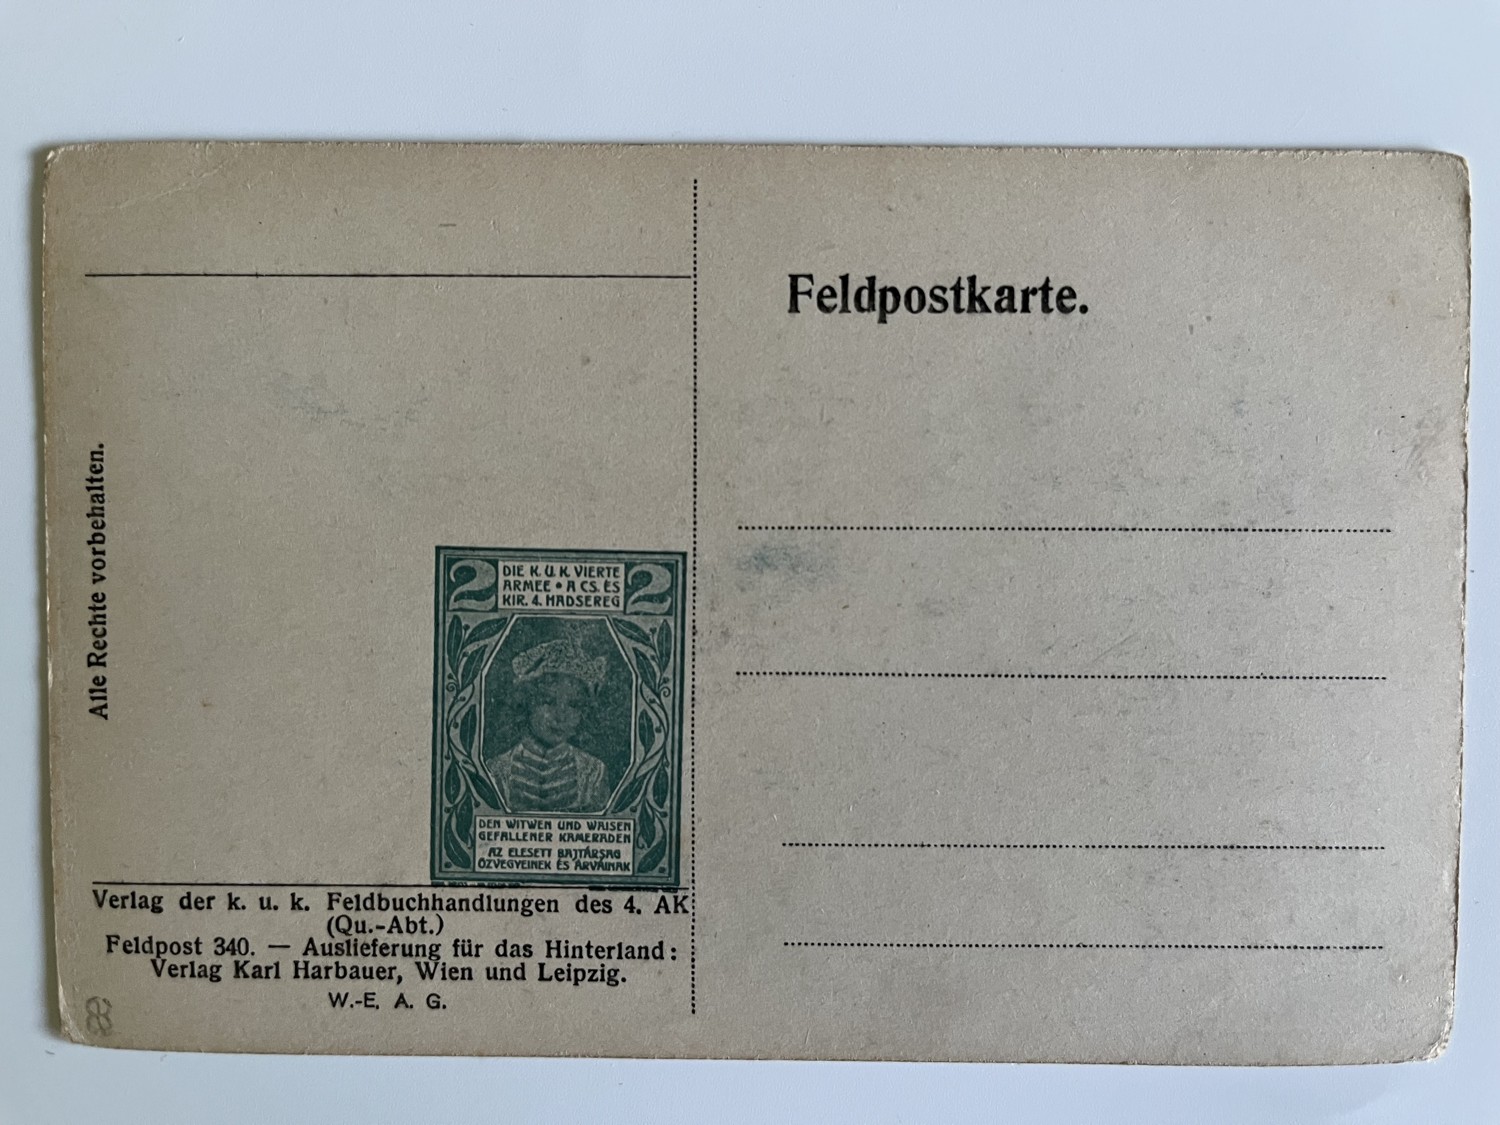 Alle Rechte vorbehalten.
Feldpostkarte.
2 DIE K. U. K. VIERTE 2
ARMEE • A CS. ÉS
KIR. 4. HADSEREG
DEN WITWEN UND WAISEN
GEFALLENER KAMERADEN
AZ ELESETT BAJTÁRSAG
ÖZVEGYEINEK ÉS ÁRVÁINAK
Verlag der k. u. k. Feldbuchhandlungen des 4. AK
(Qu.-Abt.)
Feldpost 340. — Auslieferung für das Hinterland:
Verlag Karl Harbauer, Wien und Leipzig.
W.-E. A. G.